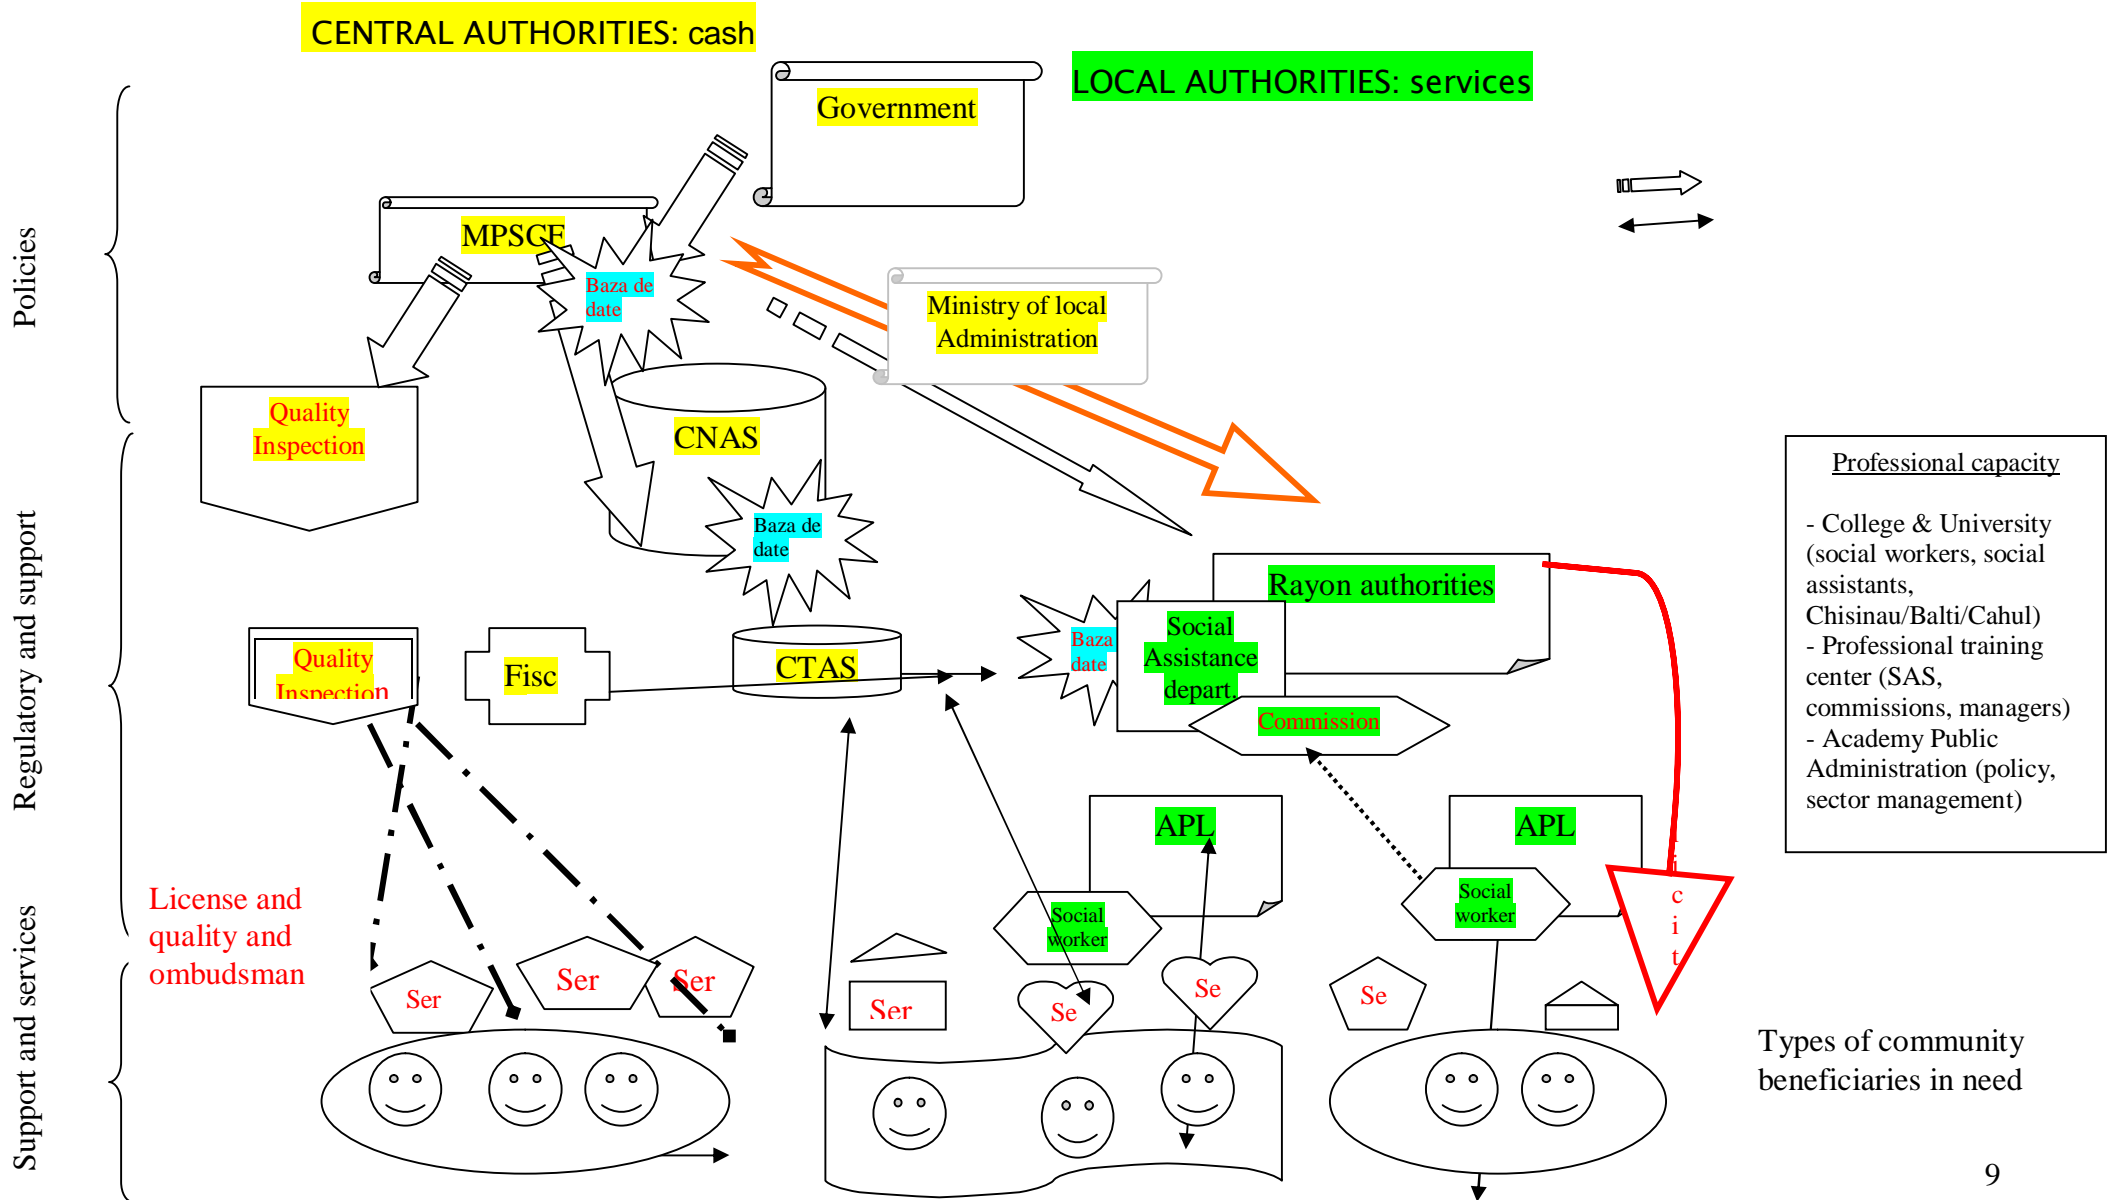 CENTRAL AUTHORITIES: cash
LOCAL AUTHORITIES: services
Government
MPSCF
Baza de
date
Ministry of local
Administration
Policies
Quality
Inspection
CNAS
Baza de
date
Professional capacity
- College & University
(social workers, social
assistants,
Chisinau/Balti/Cahul)
- Professional training
center (SAS,
commissions, managers)
- Academy Public
Administration (policy,
sector management)
Regulatory and support
Rayon authorities
Quality
Inspection
Fisc
CTAS
Baza
date
Social
Assistance
depart.
Commission
APL
APL
Social
worker
Social
worker
License and
quality and
ombudsman
i
c
i
t
Support and services
Ser
Ser
Ser
Ser
Se
Se
Se
Types of community
beneficiaries in need
9